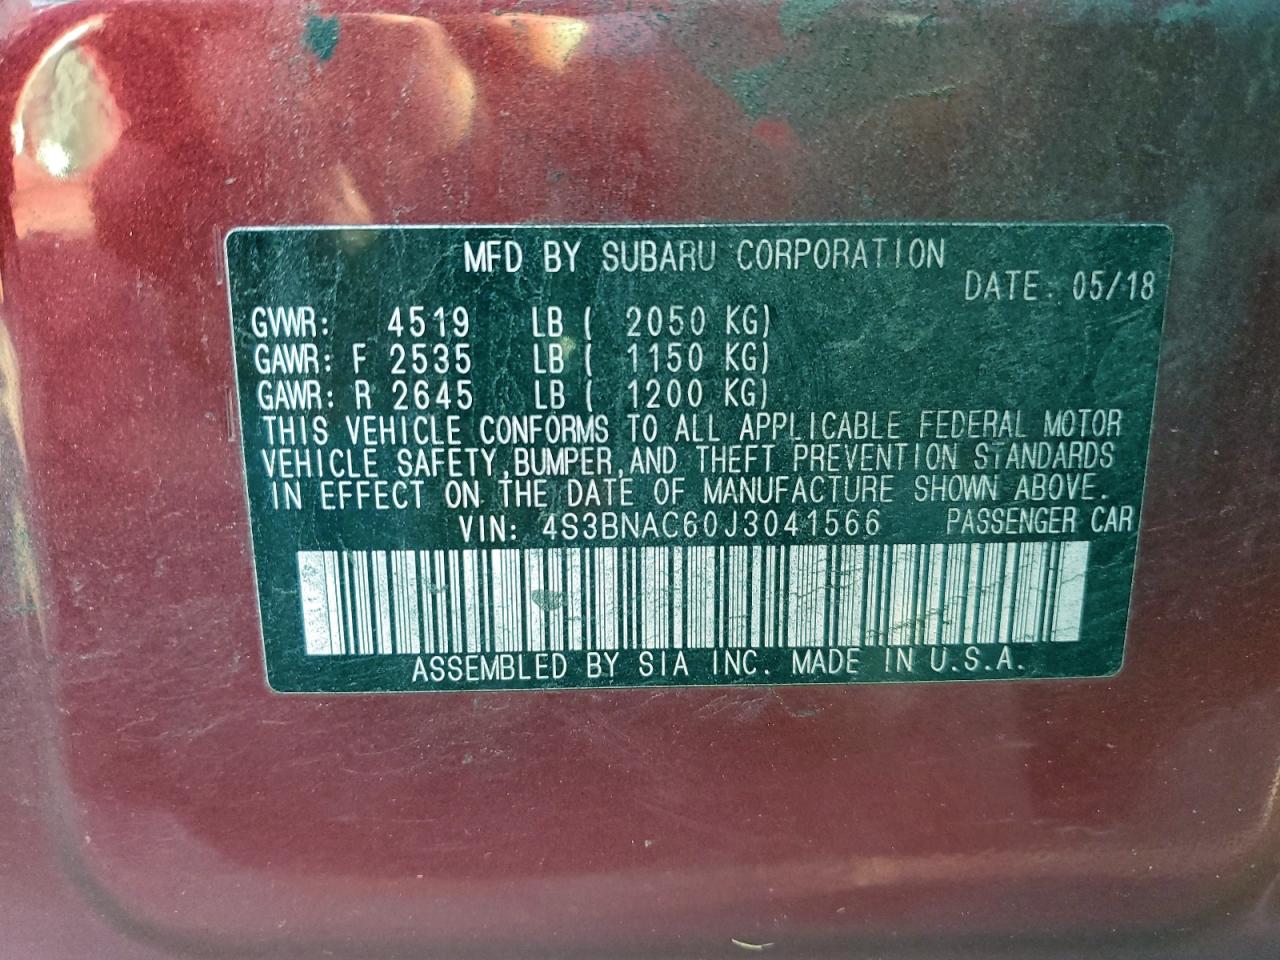 MFD BY SUBARU CORPORATION
DATE: 05/18
GVWR: 4519 LB ( 2050 KG)
GAWR: F 2535 LB ( 1150 KG)
GAWR: R 2645 LB ( 1200 KG)
THIS VEHICLE CONFORMS TO ALL APPLICABLE FEDERAL MOTOR
VEHICLE SAFETY,BUMPER,AND THEFT PREVENTION STANDARDS
IN EFFECT ON THE DATE OF MANUFACTURE SHOWN ABOVE.
VIN: 4S3BNAC60J3041566 PASSENGER CAR
ASSEMBLED BY SIA INC. MADE IN U.S.A.